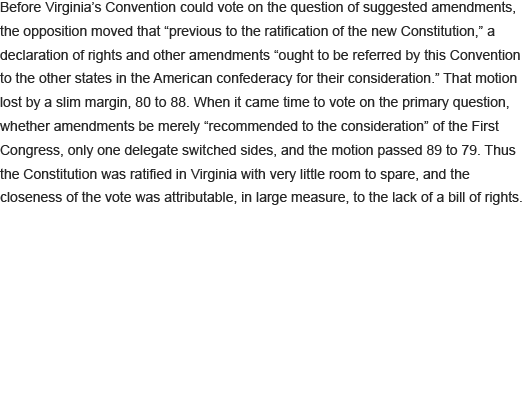 Before Virginia’s Convention could vote on the question of suggested amendments,
the opposition moved that “previous to the ratification of the new Constitution,” a
declaration of rights and other amendments “ought to be referred by this Convention
to the other states in the American confederacy for their consideration.” That motion
lost by a slim margin, 80 to 88. When it came time to vote on the primary question,
whether amendments be merely “recommended to the consideration” of the First
Congress, only one delegate switched sides, and the motion passed 89 to 79. Thus
the Constitution was ratified in Virginia with very little room to spare, and the
closeness of the vote was attributable, in large measure, to the lack of a bill of rights.